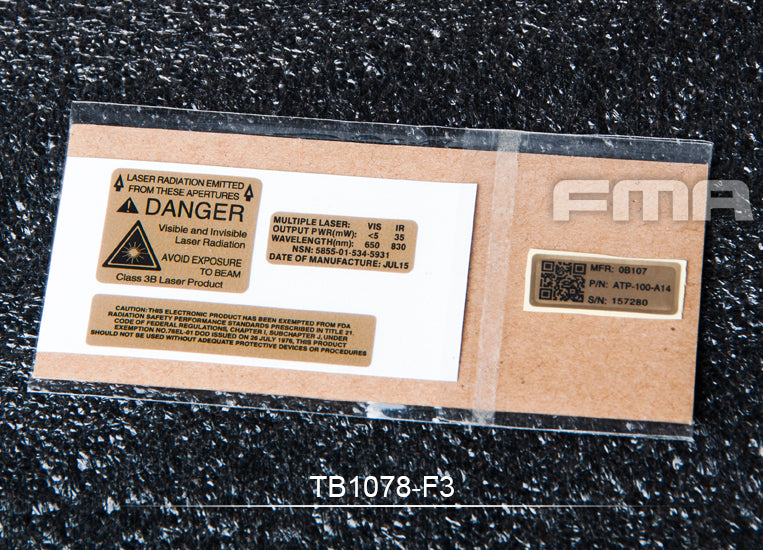 FMA
LASER RADIATION EMITTED
FROM THESE APERTURES
DANGER
Visible and Invisible
Laser Radiation
AVOID EXPOSURE
TO BEAM
Class 3B Laser Product
MULTIPLE LASER: VIS IR
OUTPUT PWR(mW): <5 35
WAVELENGTH(nm): 650 830
NSN: 5855-01-534-5931
DATE OF MANUFACTURE: JUL15
CAUTION: THIS ELECTRONIC PRODUCT HAS BEEN EXEMPTED FROM FDA
RADIATION SAFETY PERFORMANCE STANDARDS PRESCRIBED IN TITLE 21.
CODE OF FEDERAL REGULATIONS, CHAPTER I, SUBCHAPTER J, UNDER
EXEMPTION NO.76EL-01 DOD ISSUED ON 26 JULY 1976, THIS PRODUCT
SHOULD NOT BE USED WITHOUT ADEQUATE PROTECTIVE DEVICES OR PROCEDURES
MFR: 0B107
P/N: ATP-100-A14
S/N: 157280
TB1078-F3